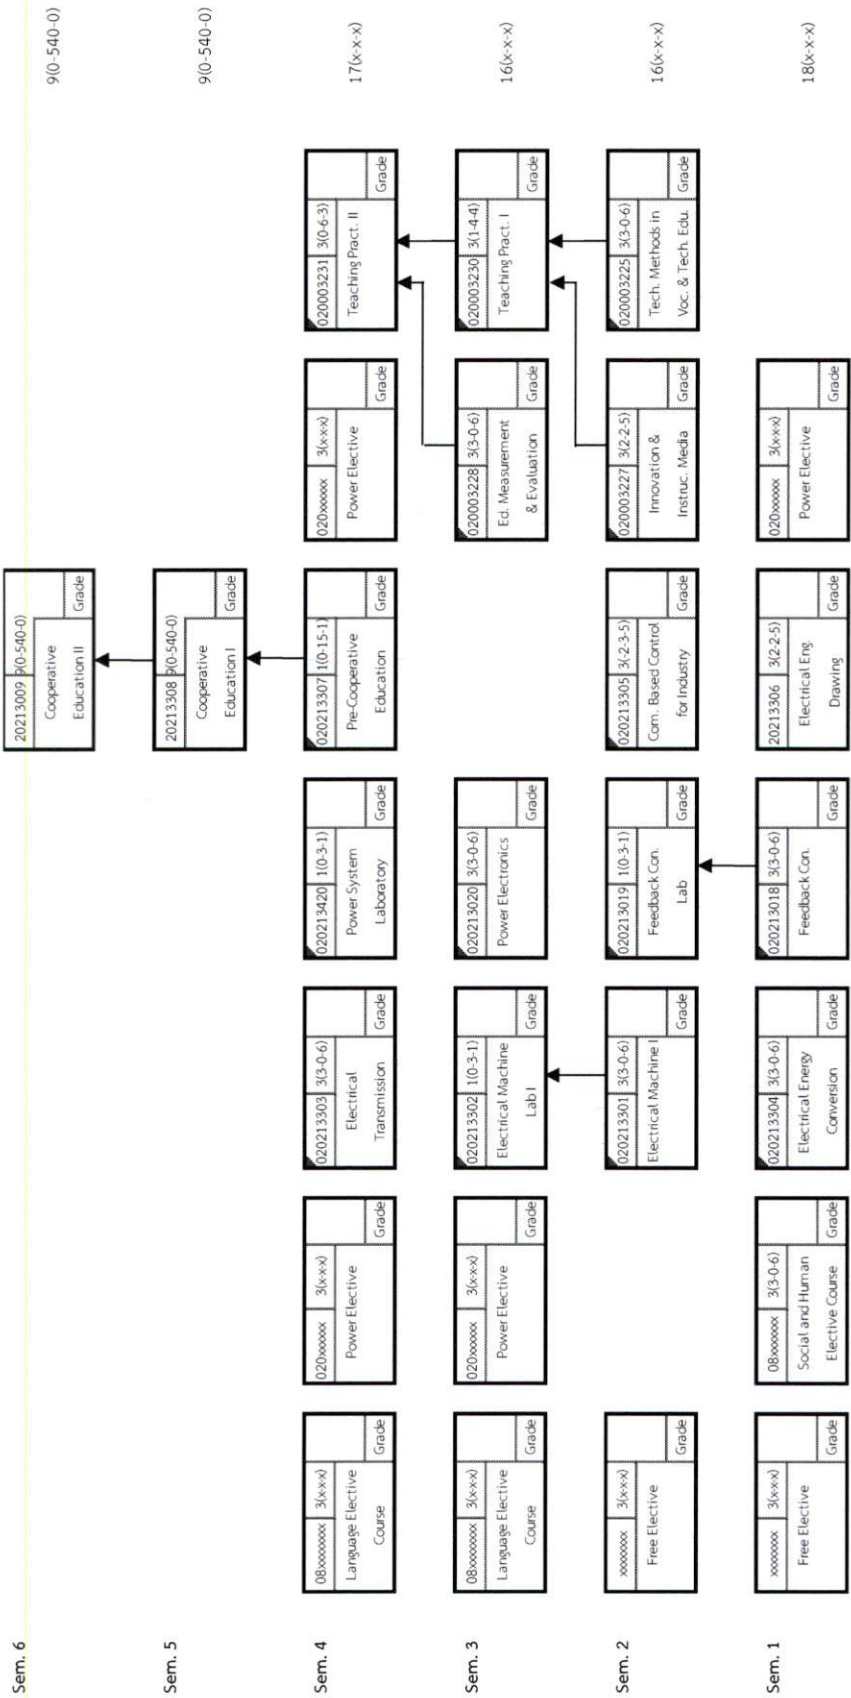 Sem. 6
20213009 9(0-540-0)
Cooperative
Education II
Grade
9(0-540-0)
Sem. 5
20213308 9(0-540-0)
Cooperative
Education I
Grade
9(0-540-0)
Sem. 4
08xxxxxxx 3(x-x-x)
Language Elective
Course
Grade
020xxxxxx 3(x-x-x)
Power Elective
Grade
020213303 3(3-0-6)
Electrical
Transmission
Grade
020213420 1(0-3-1)
Power System
Laboratory
Grade
020213307 1(0-15-1)
Pre-Cooperative
Education
Grade
020xxxxxx 3(x-x-x)
Power Elective
Grade
020003231 3(0-6-3)
Teaching Pract. II
Grade
17(x-x-x)
Sem. 3
08xxxxxxx 3(x-x-x)
Language Elective
Course
Grade
020xxxxxx 3(x-x-x)
Power Elective
Grade
020213302 1(0-3-1)
Electrical Machine
Lab I
Grade
020213020 3(3-0-6)
Power Electronics
Grade
020003228 3(3-0-6)
Ed. Measurement
& Evaluation
Grade
020003230 3(1-4-4)
Teaching Pract. I
Grade
16(x-x-x)
Sem. 2
xxxxxxxx 3(x-x-x)
Free Elective
Grade
020213301 3(3-0-6)
Electrical Machine I
Grade
020213019 1(0-3-1)
Feedback Con.
Lab
Grade
020213305 3(-2-3-5)
Com. Based Control
for Industry
Grade
020003227 3(2-2-5)
Innovation &
Instruc. Media
Grade
020003225 3(3-0-6)
Tech. Methods in
Voc. & Tech. Edu.
Grade
16(x-x-x)
Sem. 1
xxxxxxxx 3(x-x-x)
Free Elective
Grade
08xxxxxxx 3(3-0-6)
Social and Human
Elective Course
Grade
020213304 3(3-0-6)
Electrical Energy
Conversion
Grade
020213018 3(3-0-6)
Feedback Con.
Grade
20213306 3(2-2-5)
Electrical Eng.
Drawing
Grade
020xxxxxx 3(x-x-x)
Power Elective
Grade
18(x-x-x)